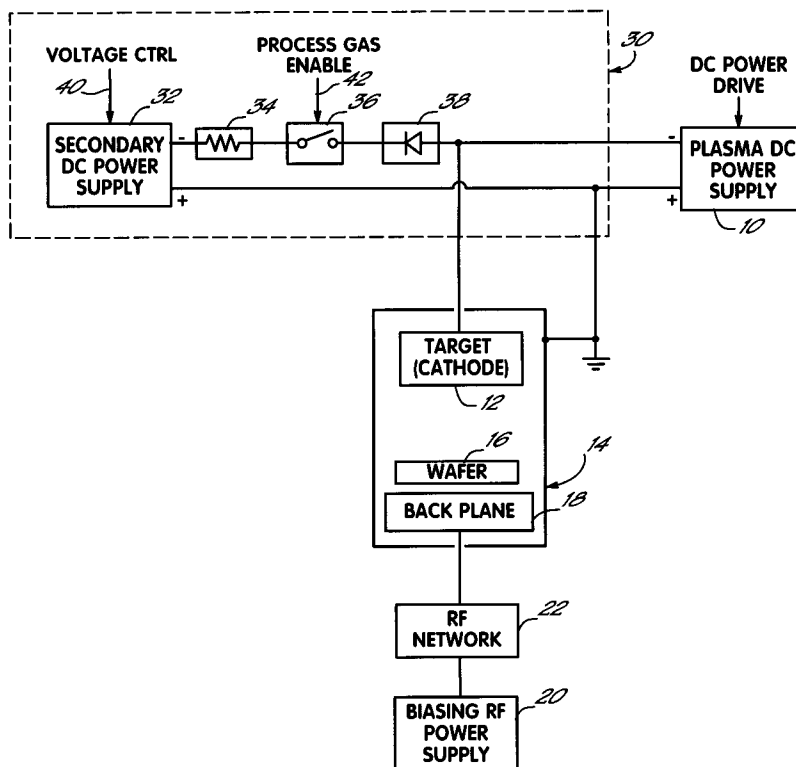 VOLTAGE CTRL
40
32
SECONDARY
DC POWER
SUPPLY
-
+
34
PROCESS GAS
ENABLE
42
36
38
30
DC POWER
DRIVE
-
+
PLASMA DC
POWER
SUPPLY
10
TARGET
(CATHODE)
12
16
WAFER
14
BACK PLANE
18
RF
NETWORK
22
BIASING RF
POWER
SUPPLY
20